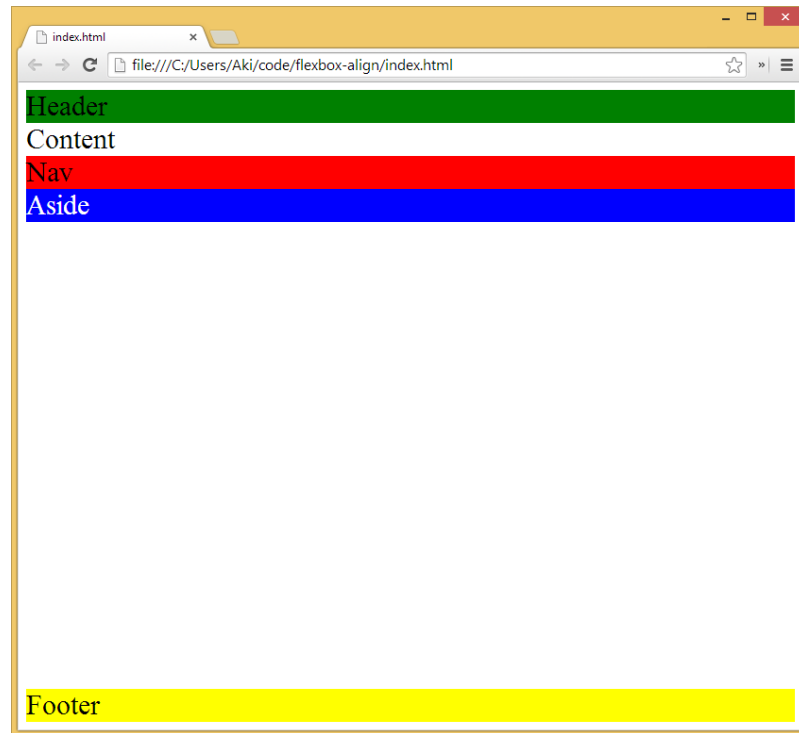 index.html
file:///C:/Users/Aki/code/flexbox-align/index.html
Header
Content
Nav
Aside
Footer